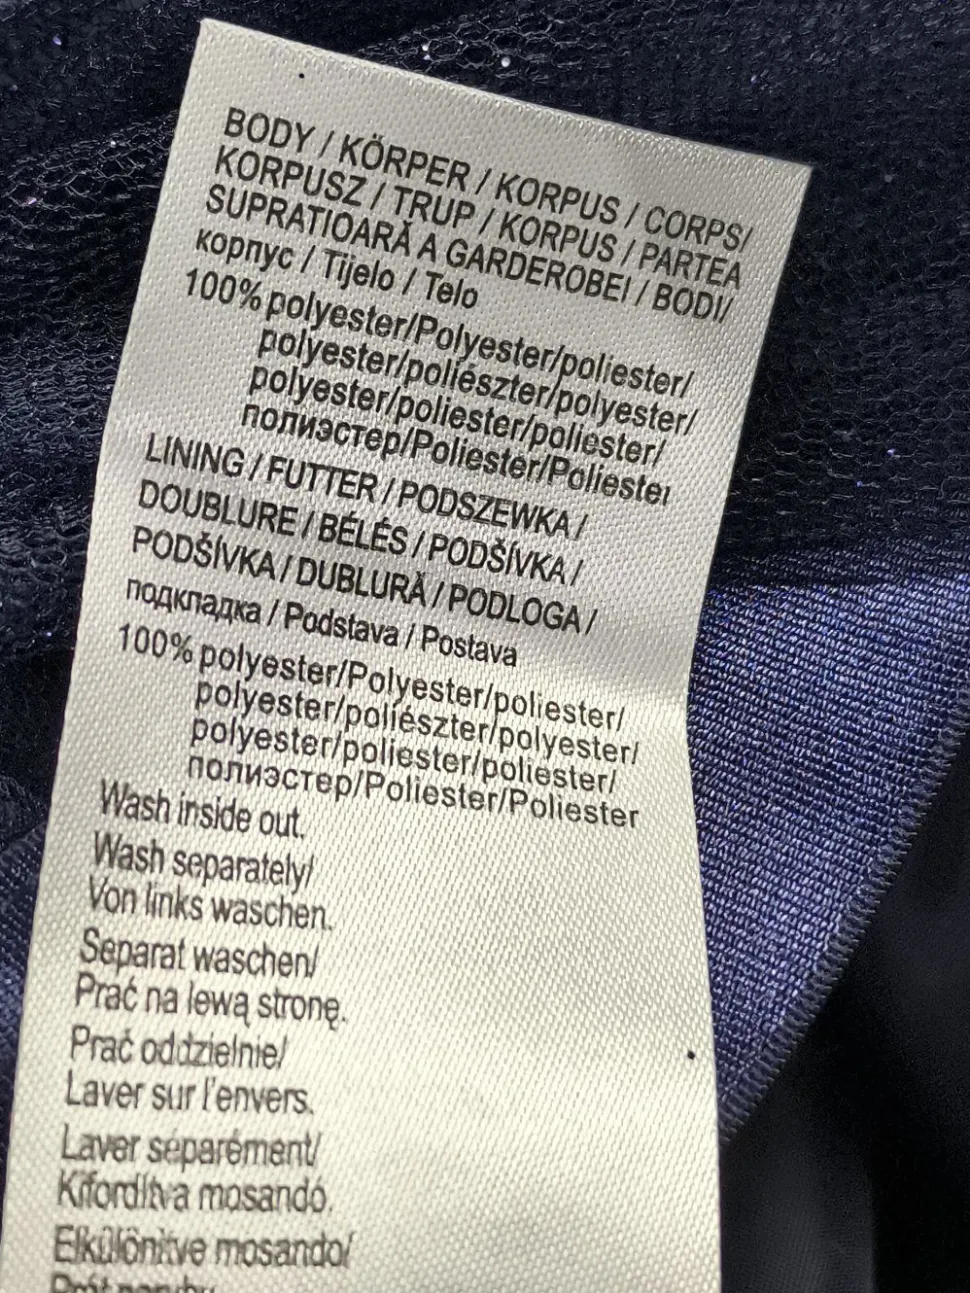 BODY / KÖRPER / KORPUS / CORPS/
KORPUSZ / TRUP / KORPUS / PARTEA
SUPRATIOARĂ A GARDEROBEI / BODI/
корпус / Tijelo / Telo
100% polyester/Polyester/poliester/
polyester/poliészter/polyester/
polyester/poliester/poliester/
полиэстер/Poliester/Poliester
LINING / FUTTER / PODSZEWKA /
DOUBLURE / BÉLÉS / PODŠÍVKA /
PODŠÍVKA / DUBLURĂ / PODLOGA /
подкладка / Podstava / Postava
100% polyester/Polyester/poliester/
polyester/poliészter/polyester/
polyester/poliester/poliester/
полиэстер/Poliester/Poliester
Wash inside out.
Wash separately/
Von links waschen.
Separat waschen/
Prać na lewą stronę.
Prać oddzielnie/
Laver sur l'envers.
Laver séparément/
Kifordítva mosandó.
Elkülönitve mosandó/
Prát naruby.